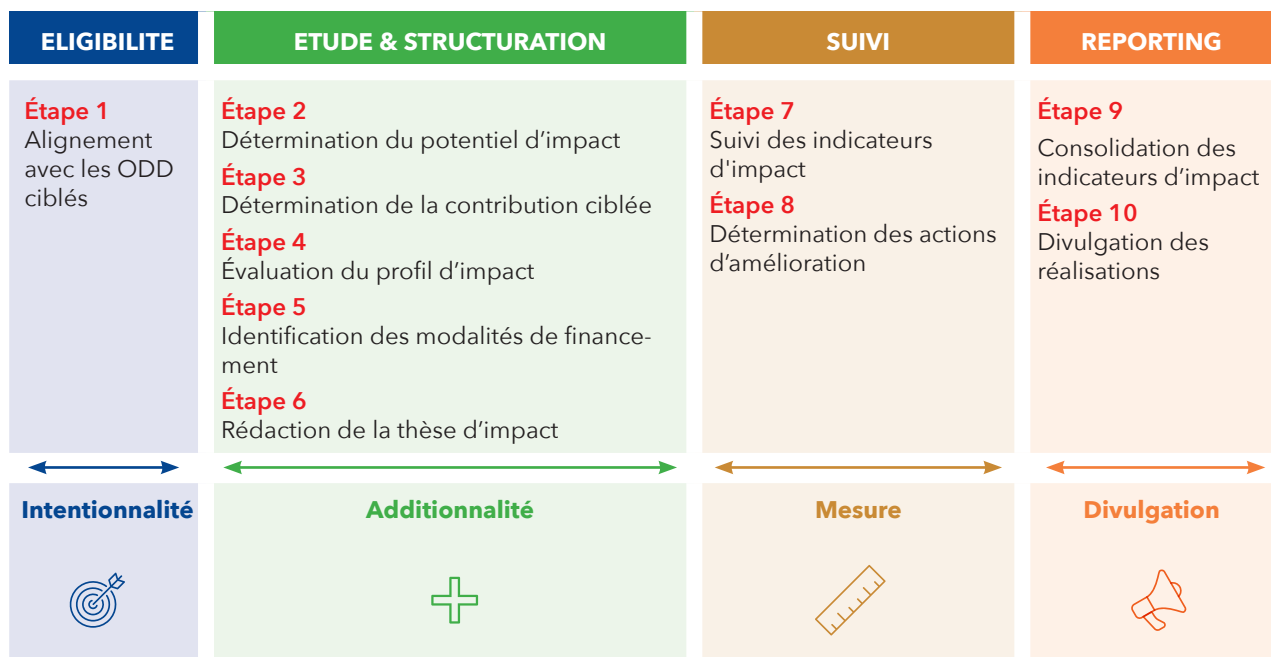 ELIGIBILITE
Étape 1
Alignement
avec les ODD
ciblés
Intentionnalité
ETUDE & STRUCTURATION
Étape 2
Détermination du potentiel d’impact
Étape 3
Détermination de la contribution ciblée
Étape 4
Évaluation du profil d’impact
Étape 5
Identification des modalités de finance-
ment
Étape 6
Rédaction de la thèse d’impact
Additionnalité
SUIVI
Étape 7
Suivi des indicateurs
d'impact
Étape 8
Détermination des actions
d’amélioration
Mesure
REPORTING
Étape 9
Consolidation des
indicateurs d’impact
Étape 10
Divulgation des
réalisations
Divulgation